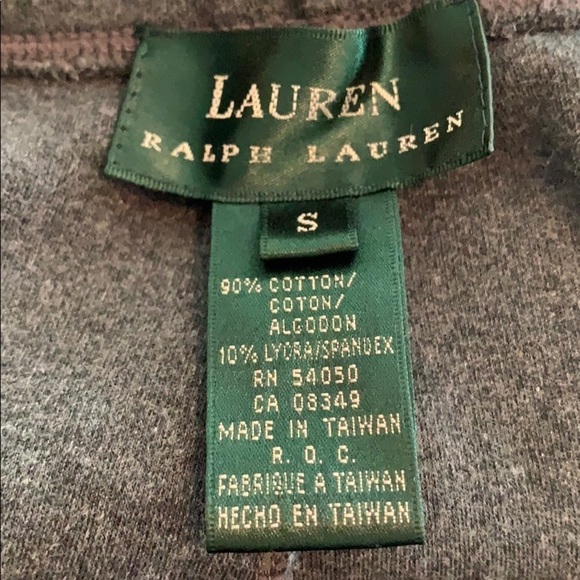 LAUREN
RALPH LAUREN
S
90% COTTON/
COTON/
ALGODON
10% LYCRA/SPANDEX
RN 54050
CA 08349
MADE IN TAIWAN
R. O. C.
FABRIQUE A TAIWAN
HECHO EN TAIWAN